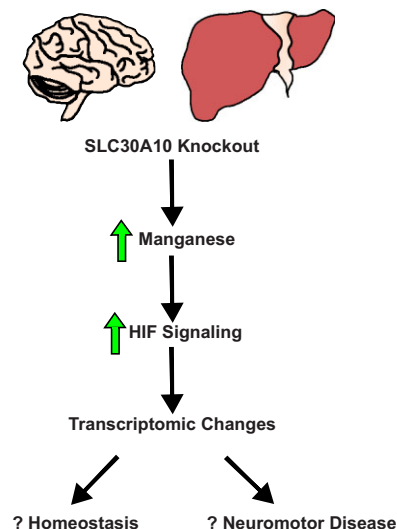 SLC30A10 Knockout
Manganese
HIF Signaling
Transcriptomic Changes
? Homeostasis ? Neuromotor Disease